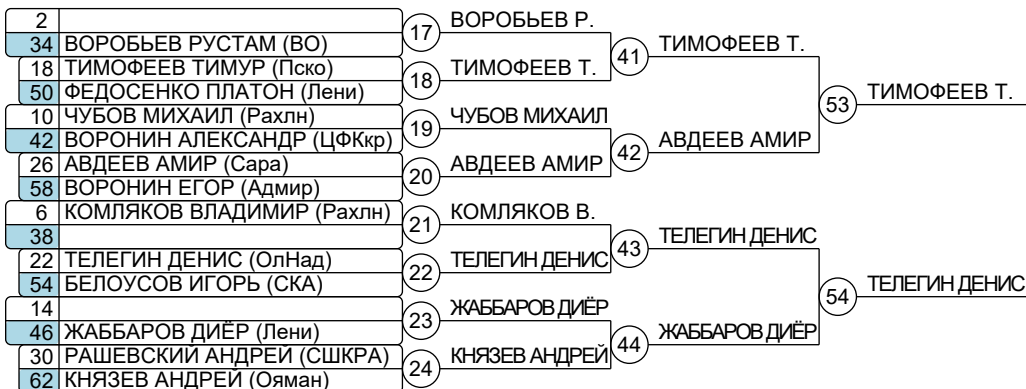 2
34 ВОРОБЬЕВ РУСТАМ (ВО)
17 ВОРОБЬЕВ Р.
18 ТИМОФЕЕВ ТИМУР (Пско)
50 ФЕДОСЕНКО ПЛАТОН (Лени)
18 ТИМОФЕЕВ Т.
41 ТИМОФЕЕВ Т.
10 ЧУБОВ МИХАИЛ (Рахлн)
42 ВОРОНИН АЛЕКСАНДР (ЦФКкр)
19 ЧУБОВ МИХАИЛ
26 АВДЕЕВ АМИР (Сара)
58 ВОРОНИН ЕГОР (Адмир)
20 АВДЕЕВ АМИР
42 АВДЕЕВ АМИР
53 ТИМОФЕЕВ Т.
6 КОМЛЯКОВ ВЛАДИМИР (Рахлн)
38
21 КОМЛЯКОВ В.
22 ТЕЛЕГИН ДЕНИС (ОлНад)
54 БЕЛОУСОВ ИГОРЬ (СКА)
22 ТЕЛЕГИН ДЕНИС
43 ТЕЛЕГИН ДЕНИС
14
46 ЖАББАРОВ ДИЁР (Лени)
23 ЖАББАРОВ ДИЁР
30 РАШЕВСКИЙ АНДРЕЙ (СШКРА)
62 КНЯЗЕВ АНДРЕЙ (Ояман)
24 КНЯЗЕВ АНДРЕЙ
44 ЖАББАРОВ ДИЁР
54 ТЕЛЕГИН ДЕНИС